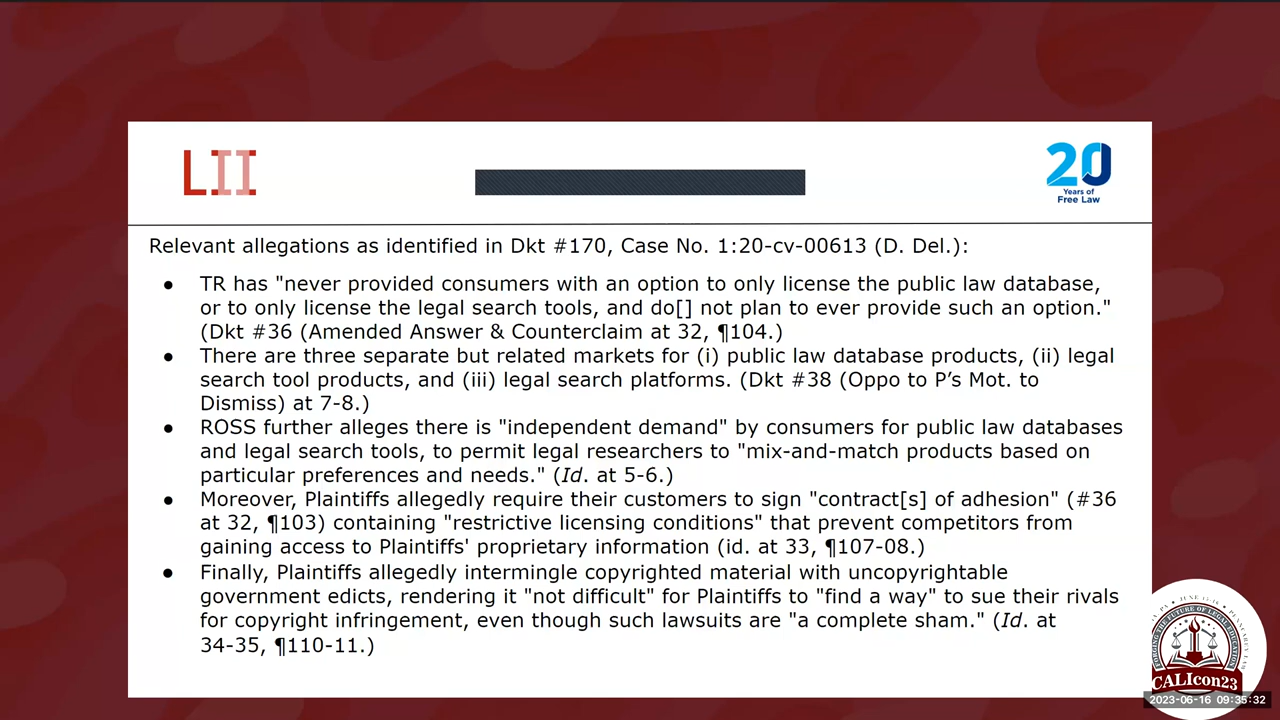 LII
20
Years of
Free Law
Relevant allegations as identified in Dkt #170, Case No. 1:20-cv-00613 (D. Del.):
● TR has "never provided consumers with an option to only license the public law database,
or to only license the legal search tools, and do[] not plan to ever provide such an option."
(Dkt #36 (Amended Answer & Counterclaim at 32, ¶104.)
● There are three separate but related markets for (i) public law database products, (ii) legal
search tool products, and (iii) legal search platforms. (Dkt #38 (Oppo to P’s Mot. to
Dismiss) at 7-8.)
● ROSS further alleges there is "independent demand" by consumers for public law databases
and legal search tools, to permit legal researchers to "mix-and-match products based on
particular preferences and needs." (Id. at 5-6.)
● Moreover, Plaintiffs allegedly require their customers to sign "contract[s] of adhesion" (#36
at 32, ¶103) containing "restrictive licensing conditions" that prevent competitors from
gaining access to Plaintiffs' proprietary information (id. at 33, ¶107-08.)
● Finally, Plaintiffs allegedly intermingle copyrighted material with uncopyrightable
government edicts, rendering it "not difficult" for Plaintiffs to "find a way" to sue their rivals
for copyright infringement, even though such lawsuits are "a complete sham." (Id. at
34-35, ¶110-11.)
FORGING THE FUTURE OF LEGAL EDUCATION
CALIcon23
2023-06-16 09:35:32